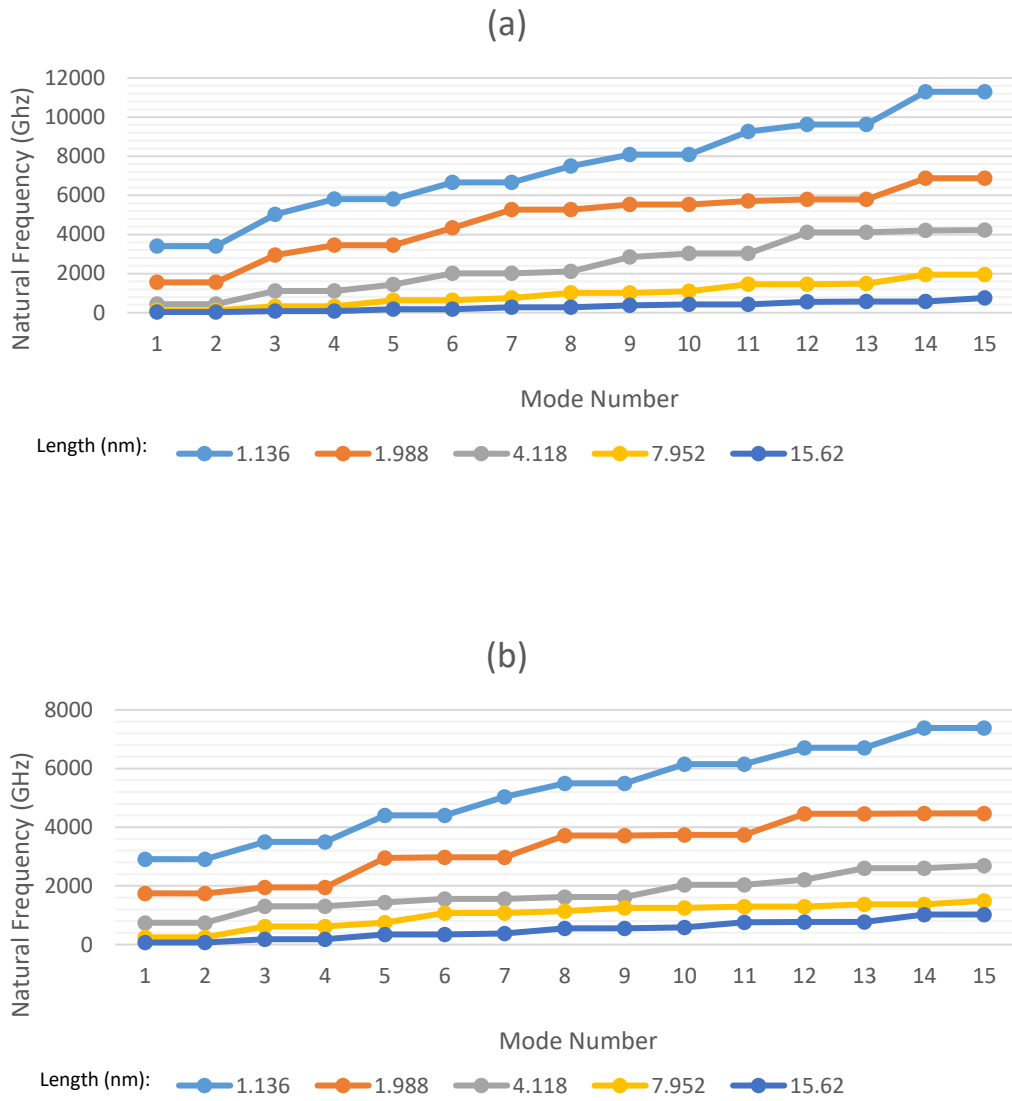 (a)
Natural Frequency (Ghz)
12000
10000
8000
6000
4000
2000
0
1 2 3 4 5 6 7 8 9 10 11 12 13 14 15
Mode Number
Length (nm): 1.136 1.988 4.118 7.952 15.62
(b)
Natural Frequency (GHz)
8000
6000
4000
2000
0
1 2 3 4 5 6 7 8 9 10 11 12 13 14 15
Mode Number
Length (nm): 1.136 1.988 4.118 7.952 15.62